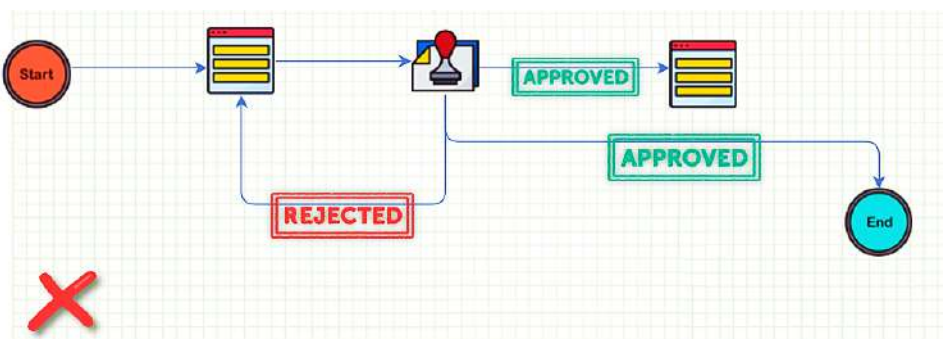 Start
APPROVED
APPROVED
REJECTED
End